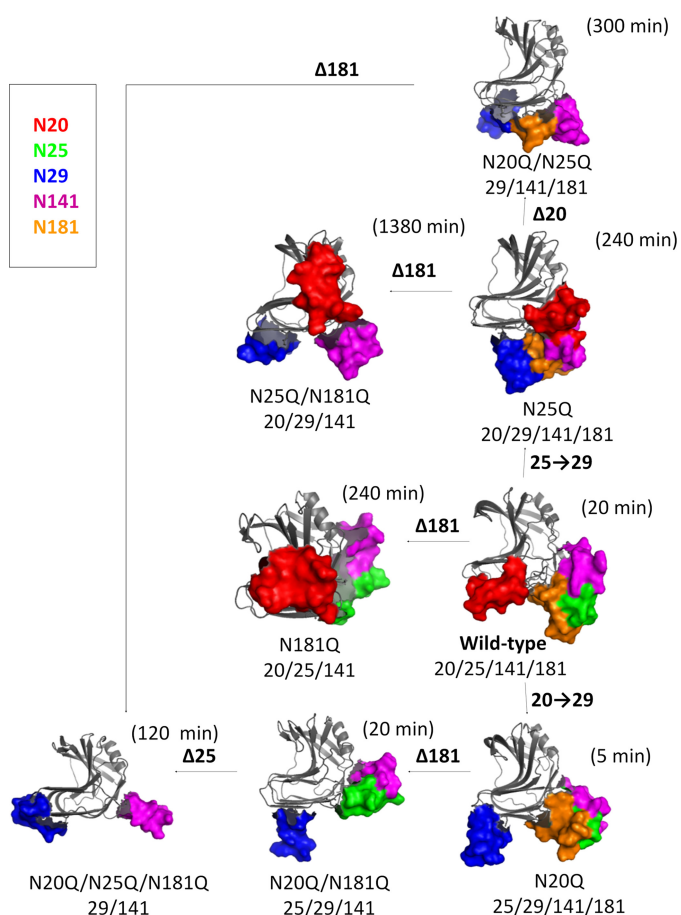 (300 min)
Δ181
N20
N25
N29
N141
N181
N20Q/N25Q
29/141/181
Δ20
(1380 min)
(240 min)
Δ181
N25Q/N181Q
20/29/141
N25Q
20/29/141/181
25→29
(240 min)
(20 min)
Δ181
N181Q
20/25/141
Wild-type
20/25/141/181
20→29
(120 min)
(20 min)
(5 min)
Δ25
Δ181
N20Q/N25Q/N181Q
29/141
N20Q/N181Q
25/29/141
N20Q
25/29/141/181